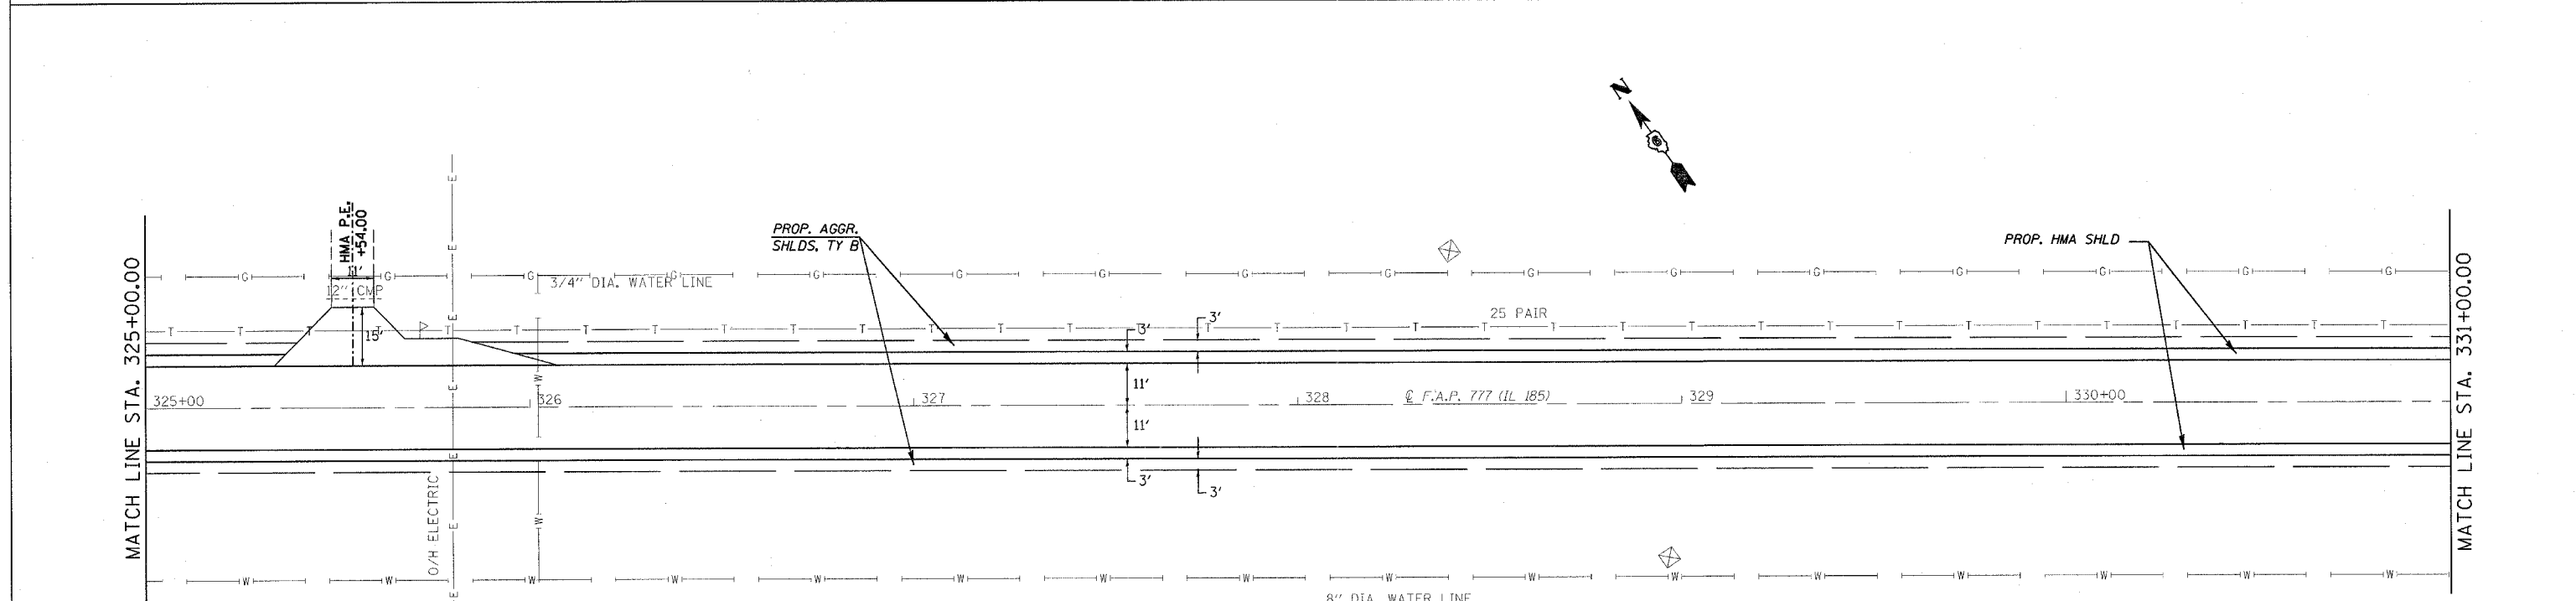 N
HMA P.E.
+54.00
11'
12" CMP
15'
3/4" DIA. WATER LINE
PROP. AGGR.
SHLDS, TY B
PROP. HMA SHLD
G G G G G G G G G G G G G G G G
25 PAIR
T T T T T T T T T T T T T T T T T T T T T T T T T T T T T T T T T
3'
3'
11'
11'
3'
3'
325+00
326
327
328
℄ F.A.P. 777 (IL 185)
329
330+00
MATCH LINE STA. 325+00.00
MATCH LINE STA. 331+00.00
O/H ELECTRIC
E E E E E E E E
W W
W W W W W W W W W W W W W W W W
8" DIA. WATER LINE